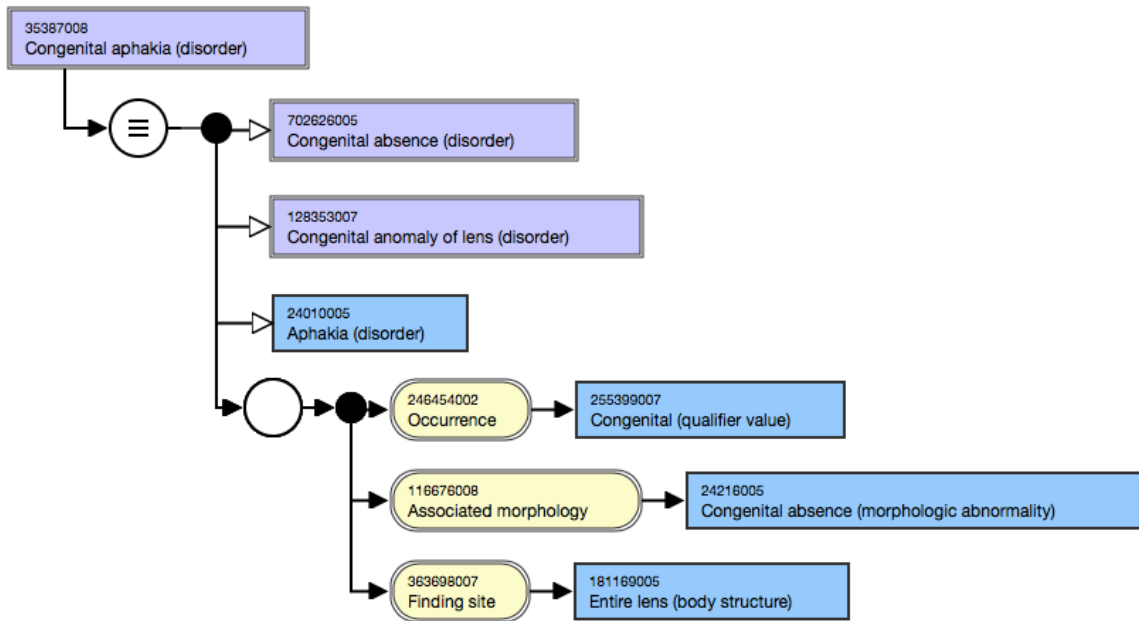 35387008
Congenital aphakia (disorder)
702626005
Congenital absence (disorder)
128353007
Congenital anomaly of lens (disorder)
24010005
Aphakia (disorder)
246454002
Occurrence
255399007
Congenital (qualifier value)
116676008
Associated morphology
24216005
Congenital absence (morphologic abnormality)
363698007
Finding site
181169005
Entire lens (body structure)